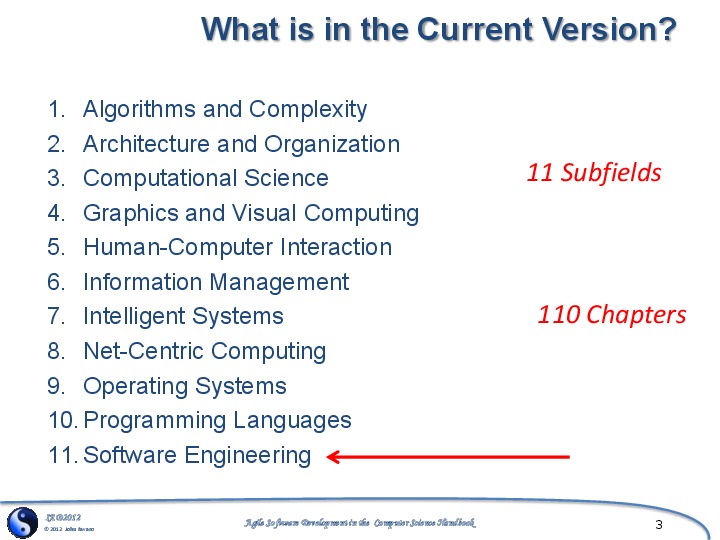 What is in the Current Version?
1. Algorithms and Complexity
2. Architecture and Organization
3. Computational Science
4. Graphics and Visual Computing
5. Human-Computer Interaction
6. Information Management
7. Intelligent Systems
8. Net-Centric Computing
9. Operating Systems
10. Programming Languages
11. Software Engineering
11 Subfields
110 Chapters
© 2012 John
Agile Software Development in the Computer Science Handbook
3